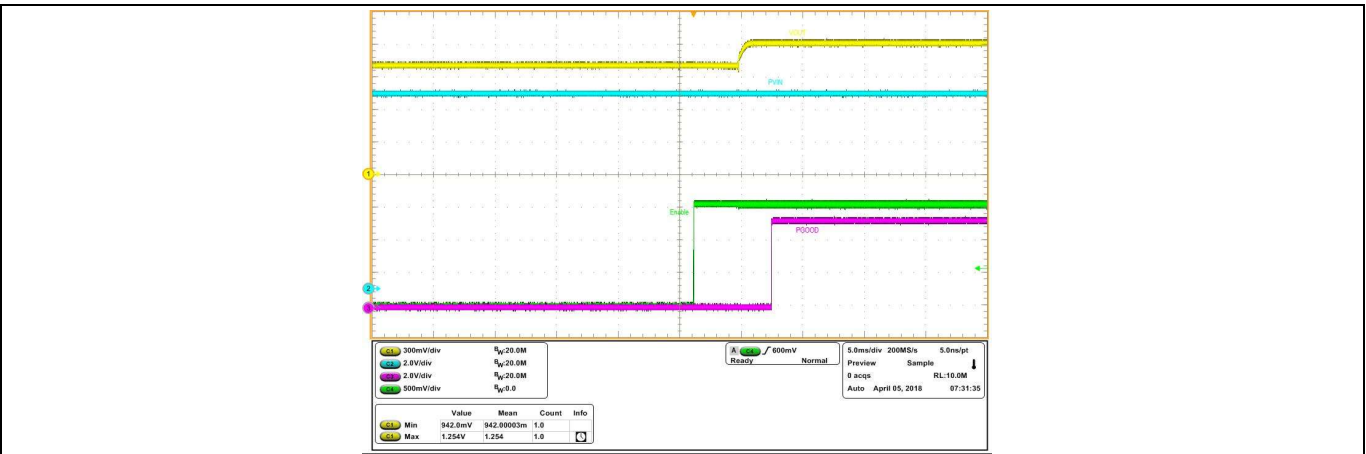 VOUT
PVIN
1
Enable
PGOOD
2
3
C1 300mV/div BW:20.0M
C2 2.0V/div BW:20.0M
C3 2.0V/div BW:20.0M
C4 500mV/div BW:0.0
A C4 600mV
Ready Normal
5.0ms/div 200MS/s 5.0ns/pt
Preview Sample
0 acqs RL:10.0M
Auto April 05, 2018 07:31:35
Value Mean Count Info
C1 Min 942.0mV 942.00003m 1.0
C1 Max 1.254V 1.254 1.0